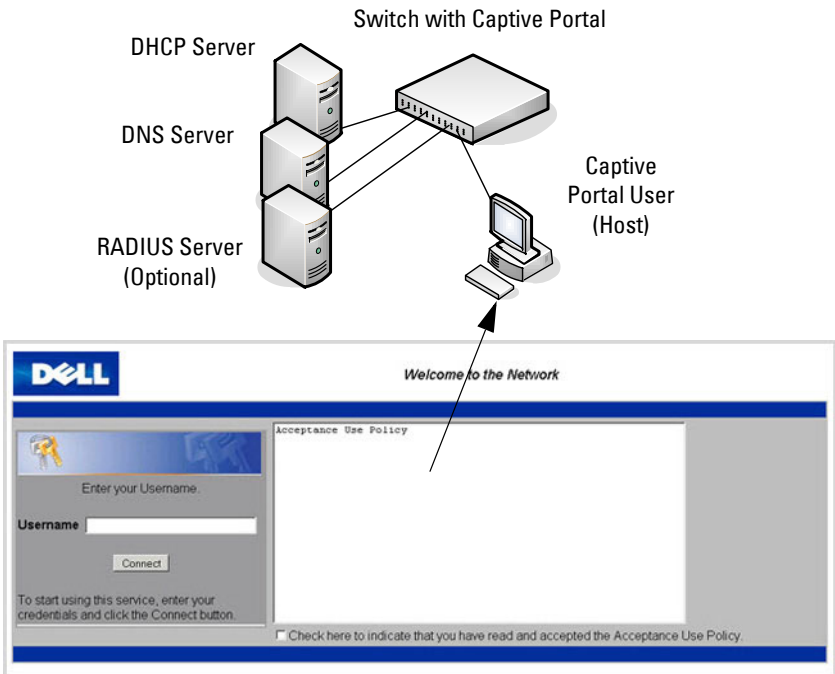 Switch with Captive Portal
DHCP Server
DNS Server
Captive
Portal User
(Host)
RADIUS Server
(Optional)
DELL
Welcome to the Network
Acceptance Use Policy
Enter your Username.
Username
Connect
To start using this service, enter your
credentials and click the Connect button.
Check here to indicate that you have read and accepted the Acceptance Use Policy.